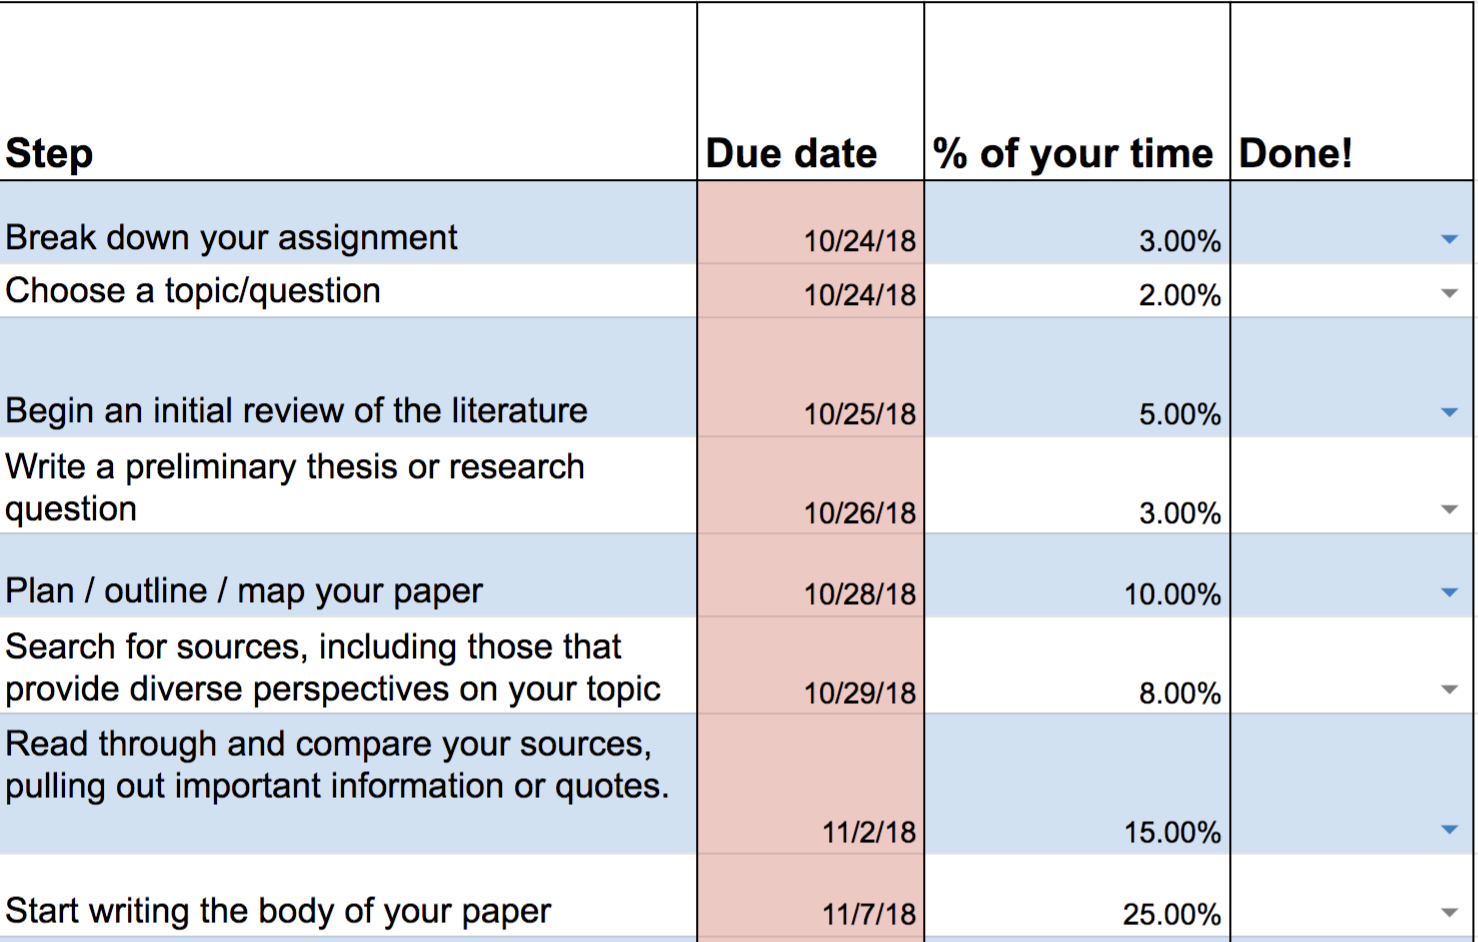 Step Due date % of your time Done!
Break down your assignment 10/24/18 3.00%
Choose a topic/question 10/24/18 2.00%
Begin an initial review of the literature 10/25/18 5.00%
Write a preliminary thesis or research
question 10/26/18 3.00%
Plan / outline / map your paper 10/28/18 10.00%
Search for sources, including those that
provide diverse perspectives on your topic 10/29/18 8.00%
Read through and compare your sources,
pulling out important information or quotes.
11/2/18 15.00%
Start writing the body of your paper 11/7/18 25.00%